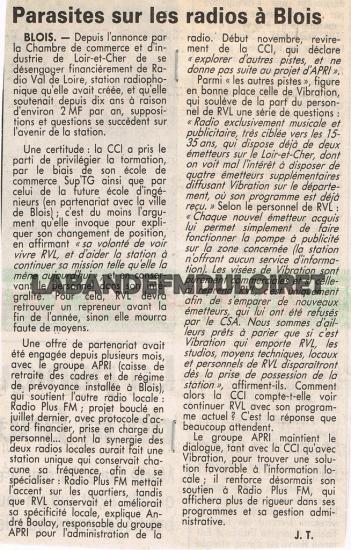 Parasites sur les radios à Blois
BLOIS. — Depuis l'annonce par
la Chambre de commerce et d'in-
dustrie de Loir-et-Cher de se
désengager financièrement de Ra-
dio Val de Loire, station radiopho-
nique qu'elle avait créée, et qu'elle
soutenait depuis dix ans à raison
d'environ 2 MF par an, supposi-
tions et questions se succèdent sur
l'avenir de la station.
Une certitude : la CCI a pris le
parti de privilégier la formation,
par le biais de son école de
commerce SupTG ainsi que par
celui de la future école d'ingé-
nieurs (en partenariat avec la ville
de Blois) ; c'est du moins l'argu-
ment qu'elle invoque pour expli-
quer son changement de position,
en affirmant « sa volonté de voir
vivre RVL, et d'aider la station à
continuer sa mission telle qu'elle la
LABANDEFMDULOIRET
gralité. Pour cela, RVL devra
retrouver un repreneur avant la
fin de l'année, sinon elle mourra
faute de moyens.
Une offre de partenariat avait
été engagée depuis plusieurs mois,
avec le groupe APRI (caisse de
retraite des cadres et de régime
de prévoyance installée à Blois),
qui soutient l'autre radio locale :
Radio Plus FM ; projet bouclé en
juillet dernier, avec protocole d'ac-
cord financier, prise en charge du
personnel... dont la synergie des
deux radios locales aurait fait une
station unique qui conservait chacu-
ne sa fréquence, afin de se
spécialiser : Radio Plus FM mettait
l'accent sur les quartiers, tandis
que RVL conservait et améliorait
sa spécificité locale, explique An-
dré Boulay, responsable du groupe
APRI pour l'administration de la
radio. Début novembre, revire-
ment de la CCI, qui déclare
« explorer d'autres pistes, et ne
donne pas suite au projet d'APRI ».
Parmi « les autres pistes », figure
en bonne place celle de Vibration,
qui soulève de la part du person-
nel de RVL une série de questions :
« Radio exclusivement musicale et
publicitaire, très ciblée vers les 15-
35 ans, qui dispose déjà de deux
émetteurs sur le Loir-et-Cher, dont
on voit mal l'intérêt à disposer de
quatre émetteurs supplémentaires
diffusant Vibration sur le départe-
ment, où son programme est déjà
reçu. » Selon le personnel de RVL :
« Chaque nouvel émetteur acquis
lui permet simplement de faire
fonctionner la pompe à publicité
sur la zone concernée (la station
n'offrant aucun service d'informa-
tion). Les visées de Vibration sont
afin de s'emparer de nouveaux
émetteurs, qui lui ont été refusés
par le CSA. Nous sommes d'ail-
leurs prêts à parier que si c'est
Vibration qui emporte RVL, les
studios, moyens techniques, locaux
et personnels de RVL disparaîtront
dès la prise de possession de la
station », affirment-ils. Comment
alors la CCI compte-t-elle voir
continuer RVL avec son program-
me actuel ? C'est la réponse que
beaucoup attendent.
Le groupe APRI maintient le
dialogue, tant avec la CCI qu'avec
Vibration, pour trouver une solu-
tion favorable à l'information loca-
le ; il renforce désormais son
soutien à Radio Plus FM, qui
affichera plus de rigueur dans ses
programmes et sa gestion admi-
nistrative.
J. T.